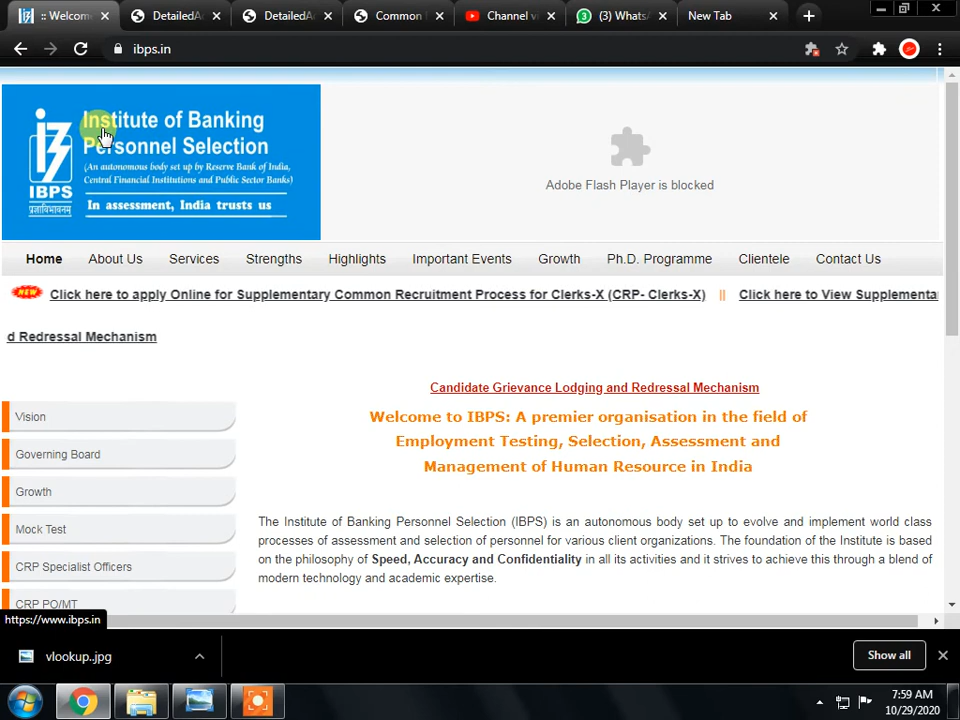 :: Welcom
DetailedA
DetailedA
Common
Channel v
(3) WhatsA
New Tab
ibps.in
Institute of Banking
Personnel Selection
(An autonomous body set up by Reserve Bank of India,
Central Financial Institutions and Public Sector Banks)
IBPS
In assessment, India trusts us
Adobe Flash Player is blocked
Home About Us Services Strengths Highlights Important Events Growth Ph.D. Programme Clientele Contact Us
NEW Click here to apply Online for Supplementary Common Recruitment Process for Clerks-X (CRP- Clerks-X) || Click here to View Supplementa
d Redressal Mechanism
Candidate Grievance Lodging and Redressal Mechanism
Welcome to IBPS: A premier organisation in the field of
Employment Testing, Selection, Assessment and
Management of Human Resource in India
Vision
Governing Board
Growth
Mock Test
CRP Specialist Officers
CRP PO/MT
The Institute of Banking Personnel Selection (IBPS) is an autonomous body set up to evolve and implement world class
processes of assessment and selection of personnel for various client organizations. The foundation of the Institute is based
on the philosophy of Speed, Accuracy and Confidentiality in all its activities and it strives to achieve this through a blend of
modern technology and academic expertise.
https://www.ibps.in
vlookup..jpg
Show all
7:59 AM
10/29/2020